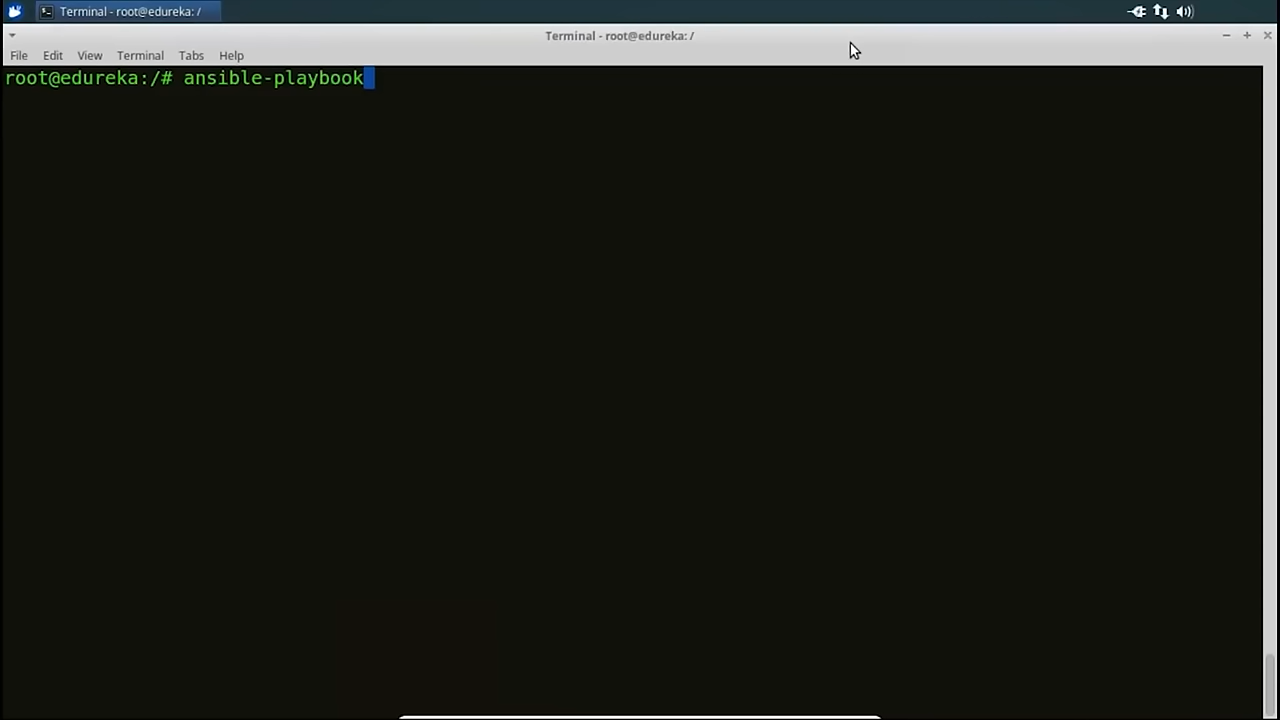 Terminal - root@edureka: /
Terminal - root@edureka: /
File Edit View Terminal Tabs Help
root@edureka:/# ansible-playbook